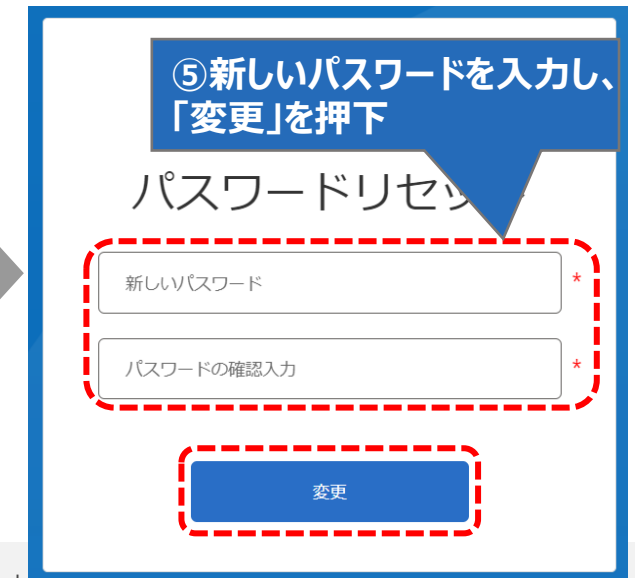 ⑤新しいパスワードを入力し、
「変更」を押下
パスワードリセット
新しいパスワード
*
パスワードの確認入力
*
変更